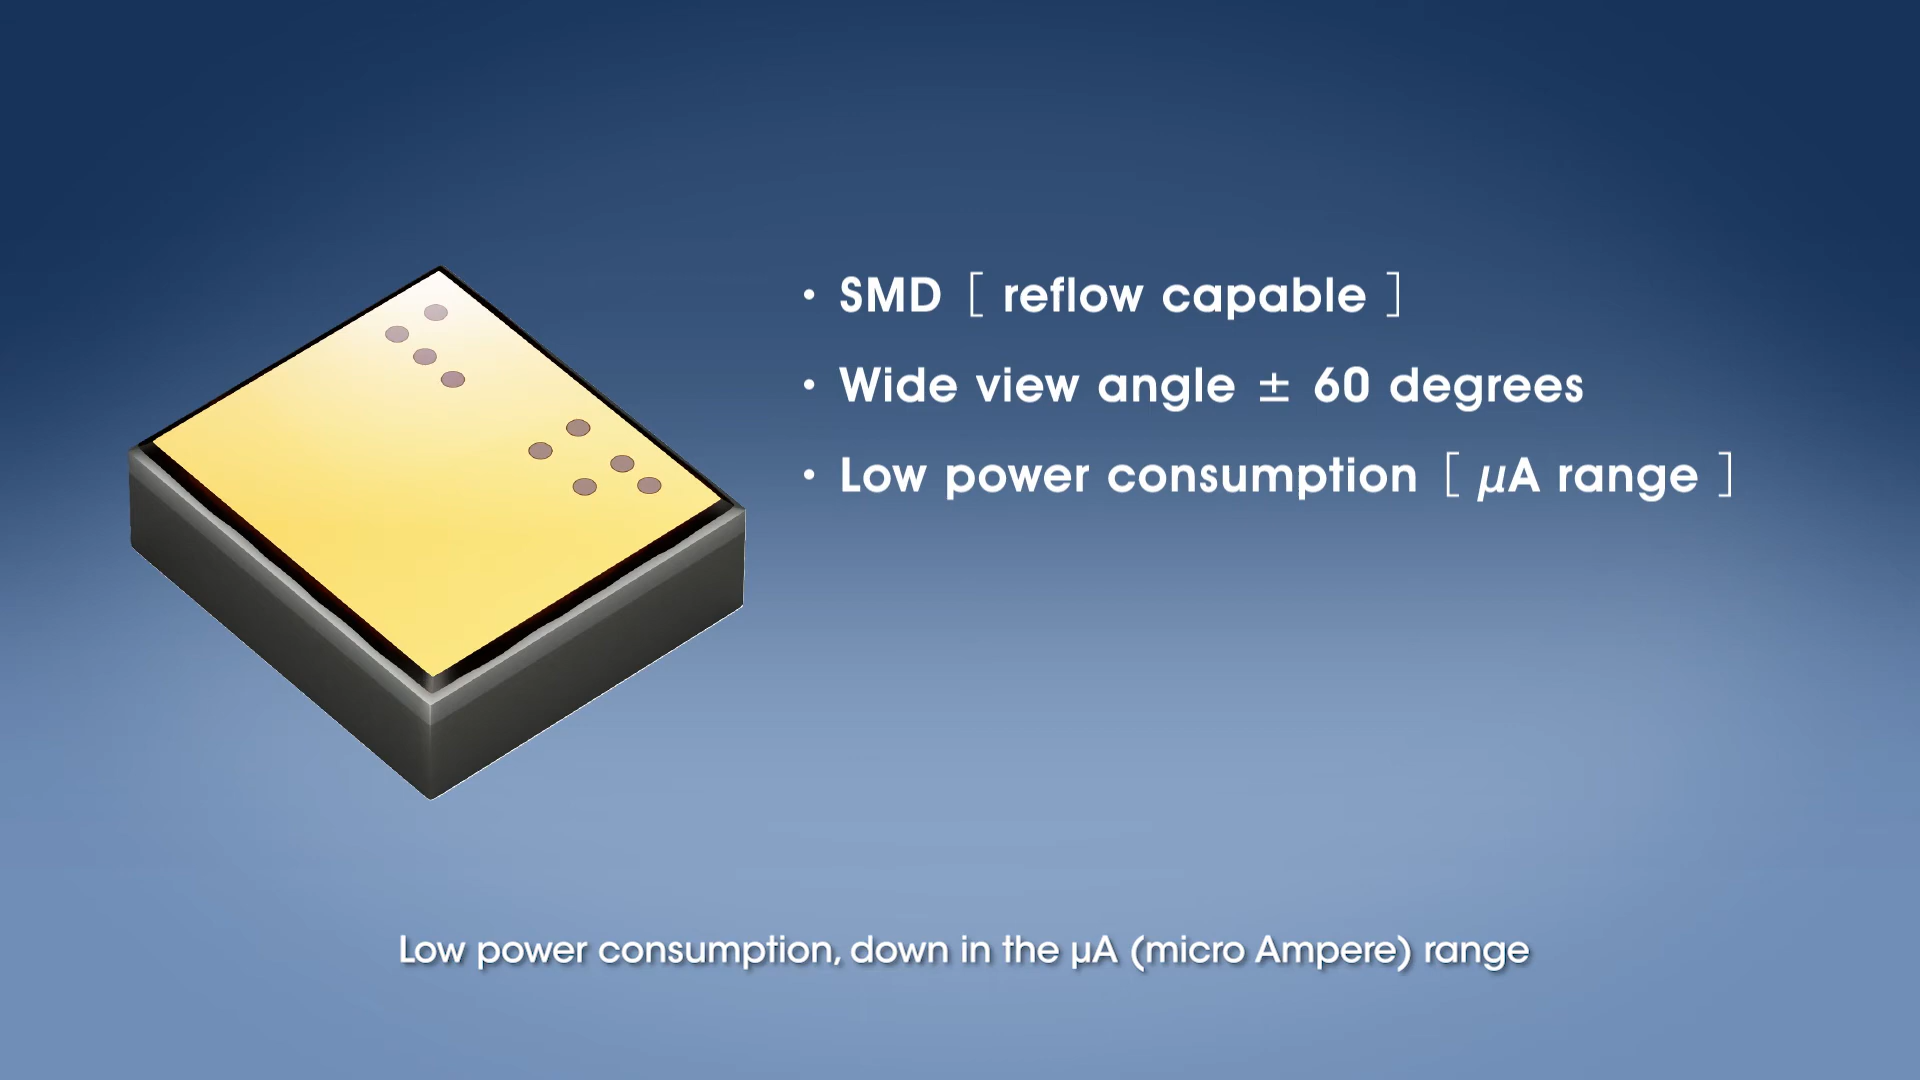 ・SMD [ reflow capable ]
・Wide view angle ± 60 degrees
・Low power consumption [ μA range ]
Low power consumption, down in the µA (micro Ampere) range